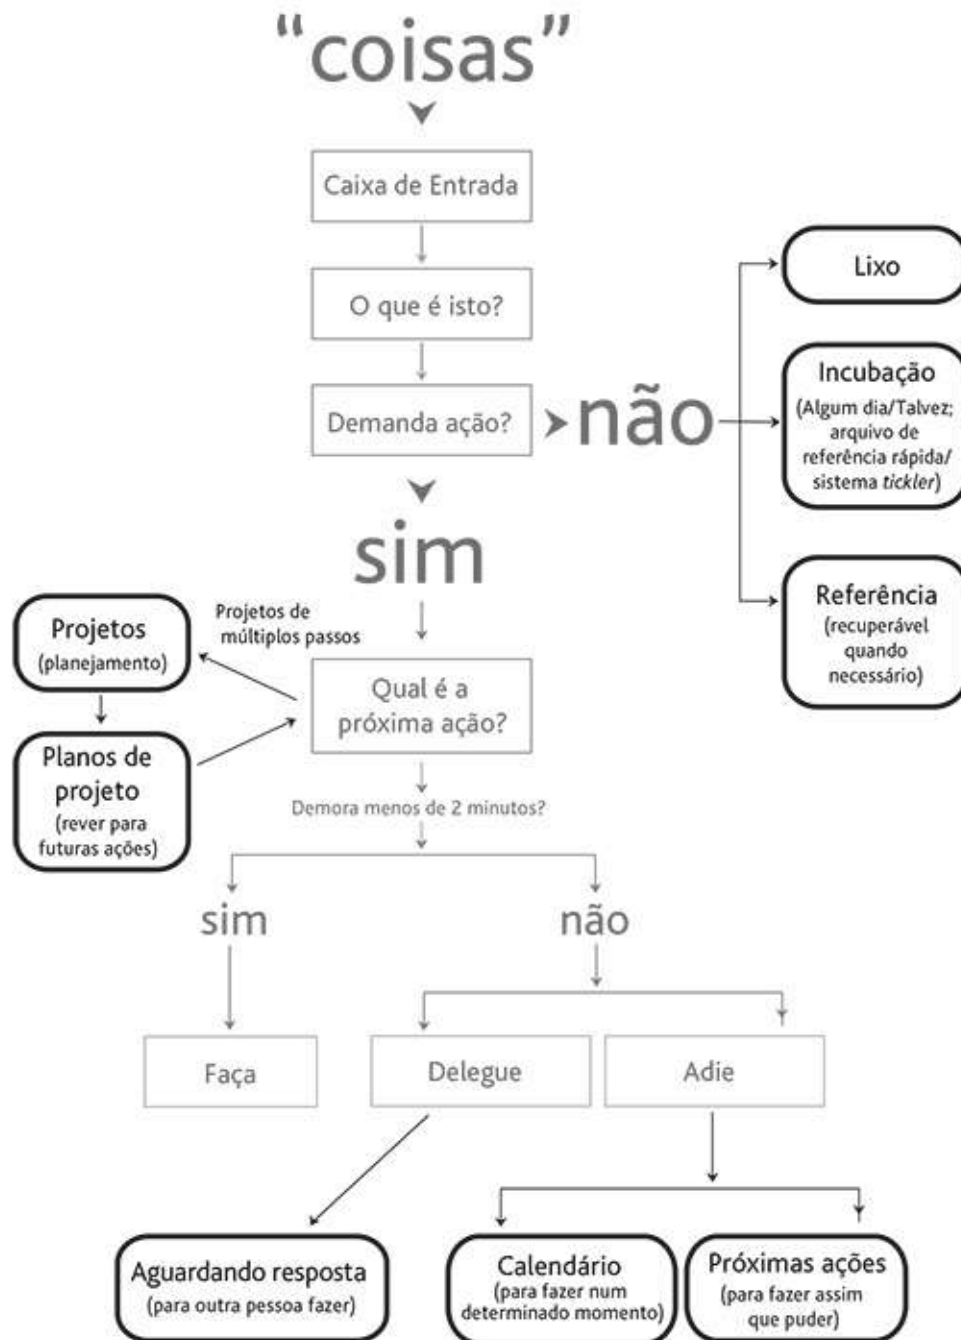 “coisas”
Caixa de Entrada
O que é isto?
Demanda ação?
não
Lixo
Incubação
(Algum dia/Talvez;
arquivo de
referência rápida/
sistema tickler)
Referência
(recuperável
quando
necessário)
sim
Projetos de
múltiplos passos
Projetos
(planejamento)
Planos de
projeto
(rever para
futuras ações)
Qual é a
próxima ação?
Demora menos de 2 minutos?
sim
não
Faça
Delegue
Adie
Aguardando resposta
(para outra pessoa fazer)
Calendário
(para fazer num
determinado momento)
Próximas ações
(para fazer assim
que puder)